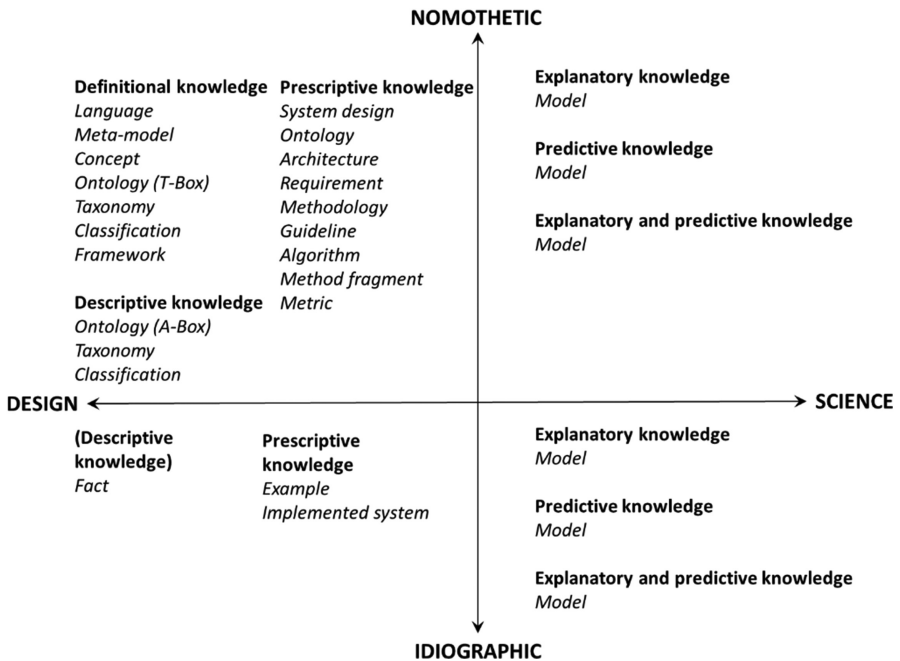 NOMOTHETIC
Definitional knowledge
Language
Meta-model
Concept
Ontology (T-Box)
Taxonomy
Classification
Framework
Descriptive knowledge
Ontology (A-Box)
Taxonomy
Classification
Prescriptive knowledge
System design
Ontology
Architecture
Requirement
Methodology
Guideline
Algorithm
Method fragment
Metric
Explanatory knowledge
Model
Predictive knowledge
Model
Explanatory and predictive knowledge
Model
DESIGN
SCIENCE
(Descriptive
knowledge)
Fact
Prescriptive
knowledge
Example
Implemented system
Explanatory knowledge
Model
Predictive knowledge
Model
Explanatory and predictive knowledge
Model
IDIOGRAPHIC